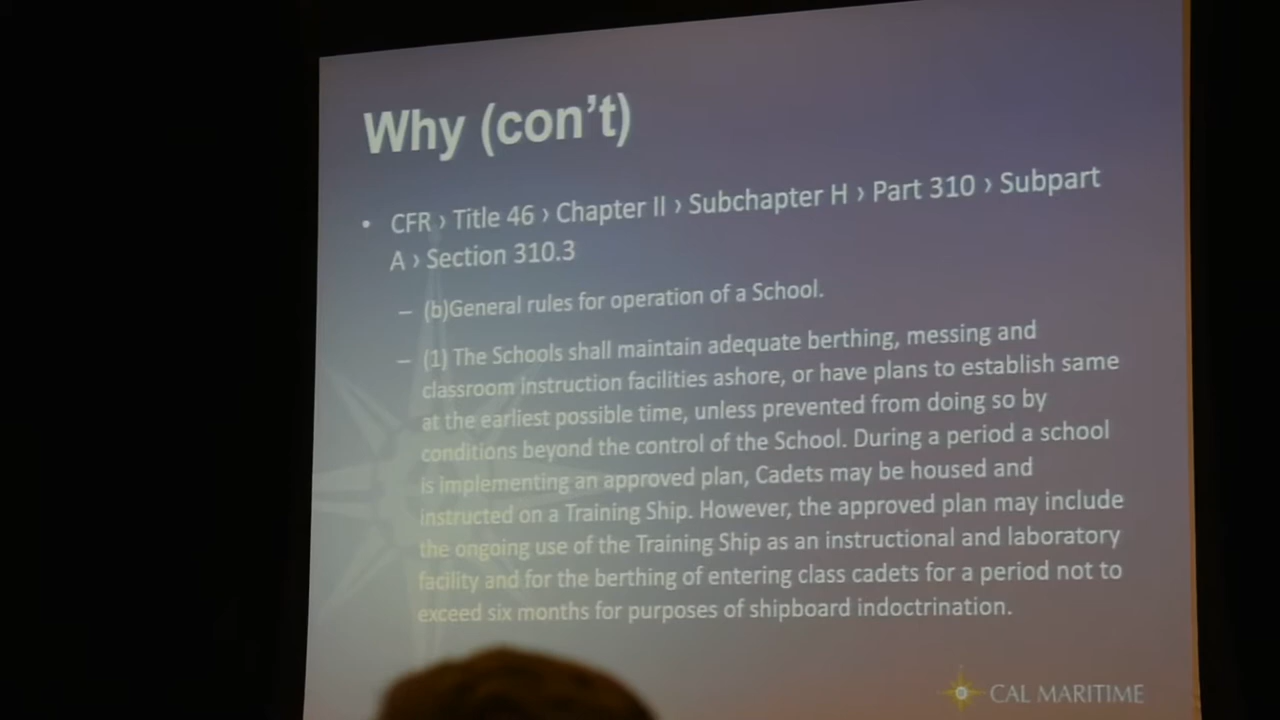 Why (con't)
• CFR › Title 46 › Chapter II › Subchapter H › Part 310 › Subpart
A › Section 310.3
– (b)General rules for operation of a School.
– (1) The Schools shall maintain adequate berthing, messing and
classroom instruction facilities ashore, or have plans to establish same
at the earliest possible time, unless prevented from doing so by
conditions beyond the control of the School. During a period a school
is implementing an approved plan, Cadets may be housed and
instructed on a Training Ship. However, the approved plan may include
the ongoing use of the Training Ship as an instructional and laboratory
facility and for the berthing of entering class cadets for a period not to
exceed six months for purposes of shipboard indoctrination.
CAL MARITIME